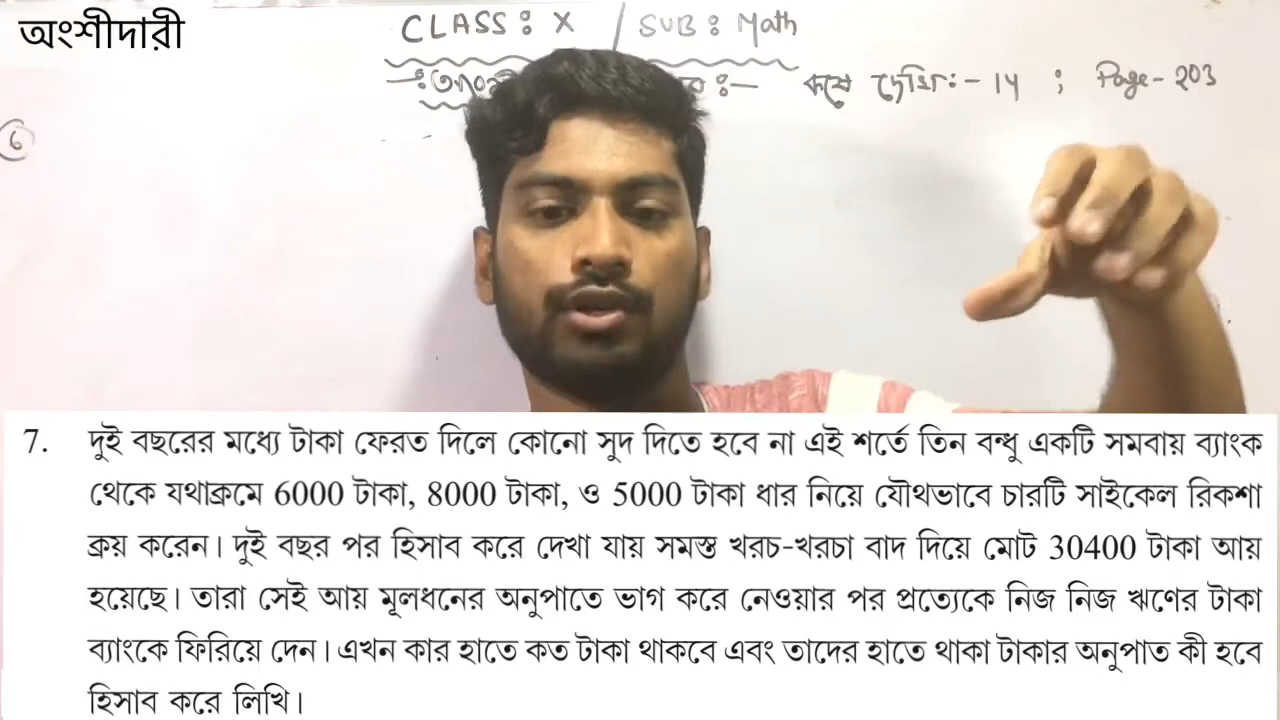 অংশীদারী
CLASS : X / SUB : Math
কষে দেখি :- 14 ; Page - 203
6
7. দুই বছরের মধ্যে টাকা ফেরত দিলে কোনো সুদ দিতে হবে না এই শর্তে তিন বন্ধু একটি সমবায় ব্যাংক
থেকে যথাক্রমে 6000 টাকা, 8000 টাকা, ও 5000 টাকা ধার নিয়ে যৌথভাবে চারটি সাইকেল রিকশা
ক্রয় করেন। দুই বছর পর হিসাব করে দেখা যায় সমস্ত খরচ-খরচা বাদ দিয়ে মোট 30400 টাকা আয়
হয়েছে। তারা সেই আয় মূলধনের অনুপাতে ভাগ করে নেওয়ার পর প্রত্যেকে নিজ নিজ ঋণের টাকা
ব্যাংকে ফিরিয়ে দেন। এখন কার হাতে কত টাকা থাকবে এবং তাদের হাতে থাকা টাকার অনুপাত কী হবে
হিসাব করে লিখি।